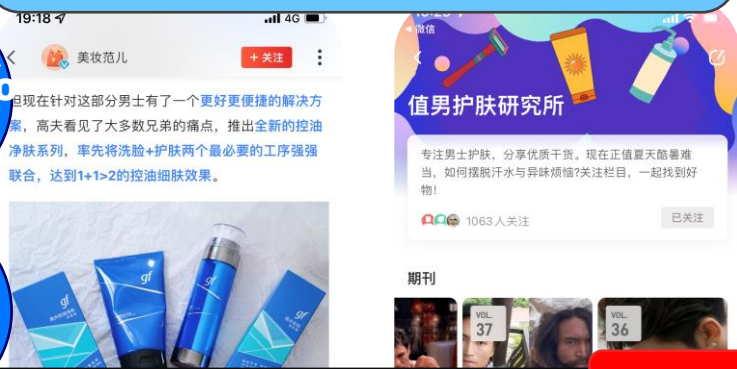 19:18
4G
美妆范儿
+关注
但现在针对这部分男士有了一个更好更便捷的解决方
案，高夫看见了大多数兄弟的痛点，推出全新的控油
净肤系列，率先将洗脸+护肤两个最必要的工序强强
联合，达到1+1>2的控油细肤效果。
gf
gf
gf
gf
微信
值男护肤研究所
专注男士护肤，分享优质干货。现在正值夏天酷暑难
当，如何摆脱汗水与异味烦恼?关注栏目，一起找到好
物!
1063人关注
已关注
期刊
VOL.
37
VOL.
36